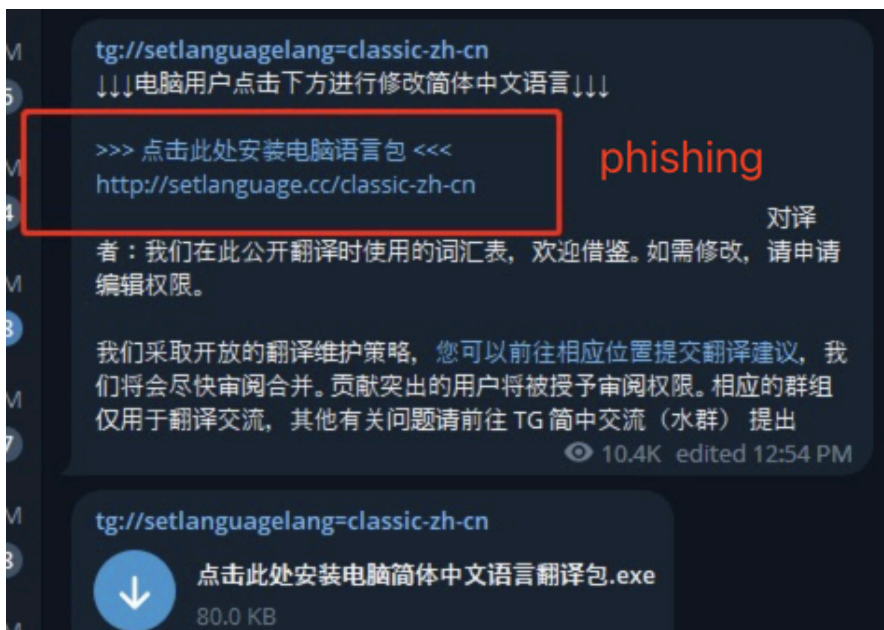 tg://setlanguagelang=classic-zh-cn
↓↓↓电脑用户点击下方进行修改简体中文语言↓↓↓
>>> 点击此处安装电脑语言包 <<<
http://setlanguage.cc/classic-zh-cn
phishing
对译
者：我们在此公开翻译时使用的词汇表，欢迎借鉴。如需修改，请申请
编辑权限。
我们采取开放的翻译维护策略，您可以前往相应位置提交翻译建议，我
们将会尽快审阅合并。贡献突出的用户将被授予审阅权限。相应的群组
仅用于翻译交流，其他有关问题请前往 TG 简中交流（水群） 提出
10.4K edited 12:54 PM
tg://setlanguagelang=classic-zh-cn
点击此处安装电脑简体中文语言翻译包.exe
80.0 KB